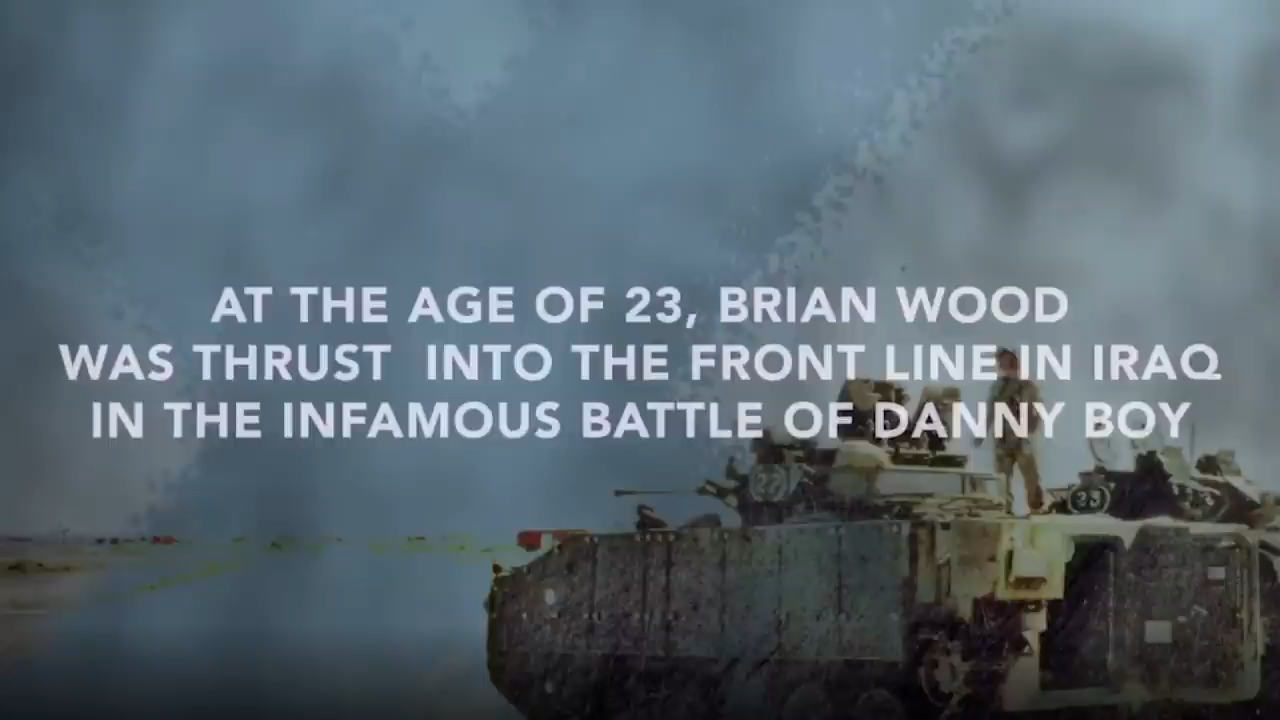 AT THE AGE OF 23, BRIAN WOOD
WAS THRUST  INTO THE FRONT LINE IN IRAQ
IN THE INFAMOUS BATTLE OF DANNY BOY
22
23